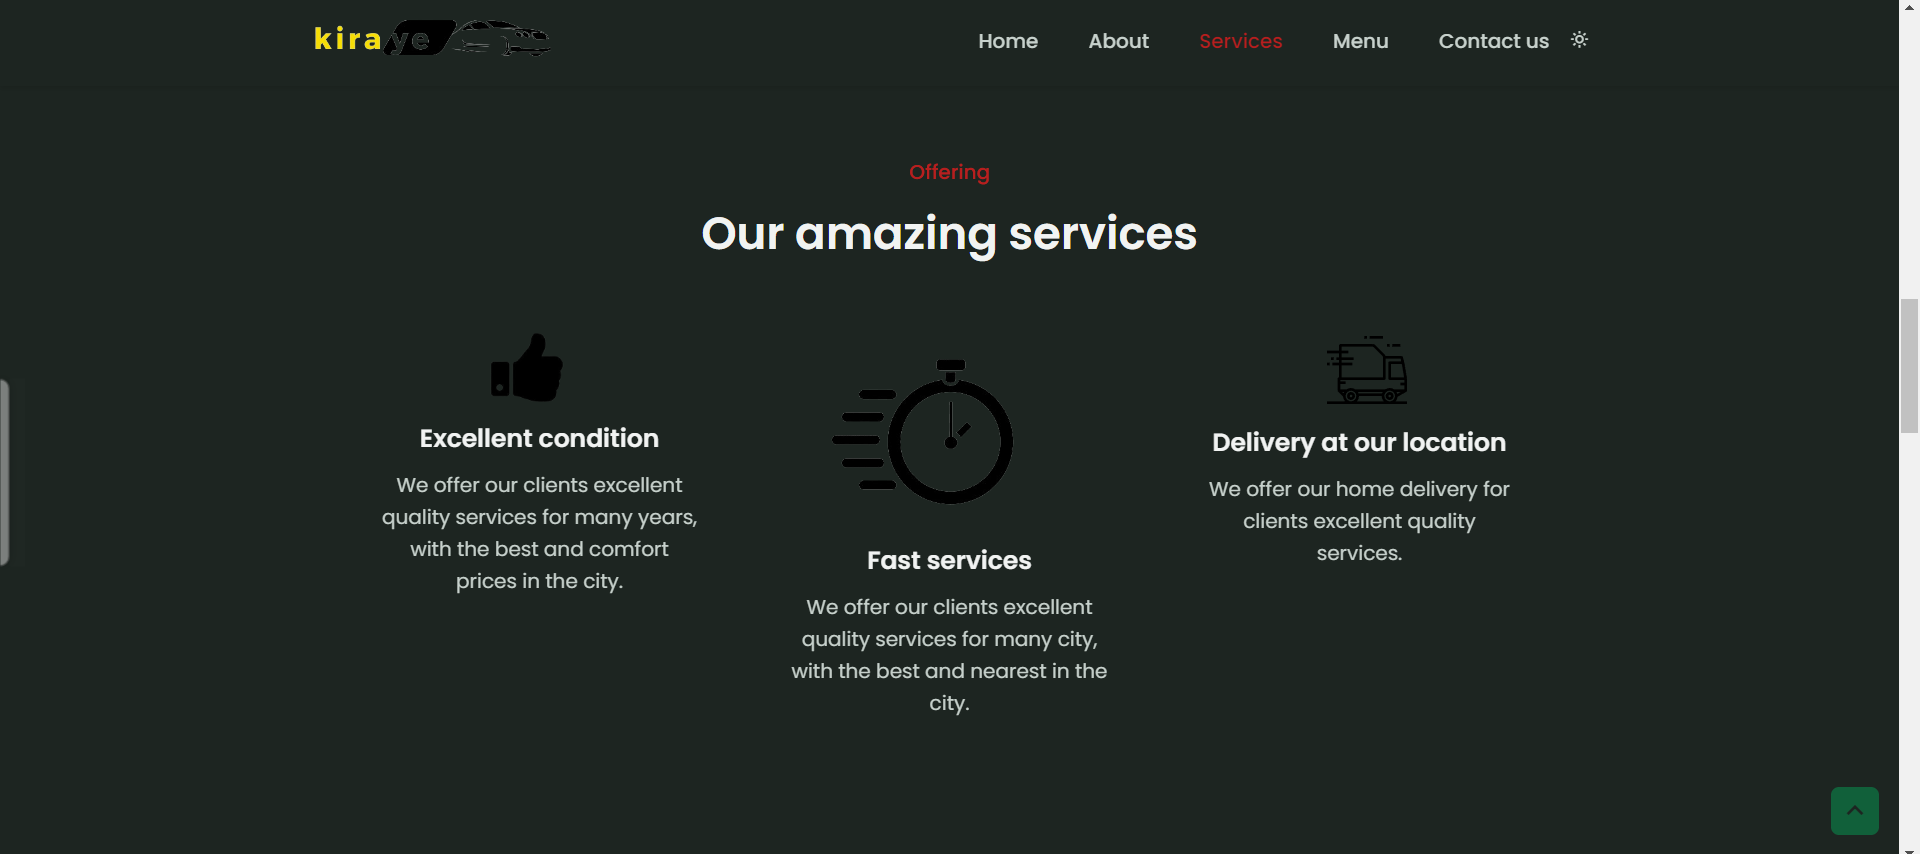 kiraye
Home
About
Services
Menu
Contact us
Offering
Our amazing services
Excellent condition
We offer our clients excellent
quality services for many years,
with the best and comfort
prices in the city.
Fast services
We offer our clients excellent
quality services for many city,
with the best and nearest in the
city.
Delivery at our location
We offer our home delivery for
clients excellent quality
services.